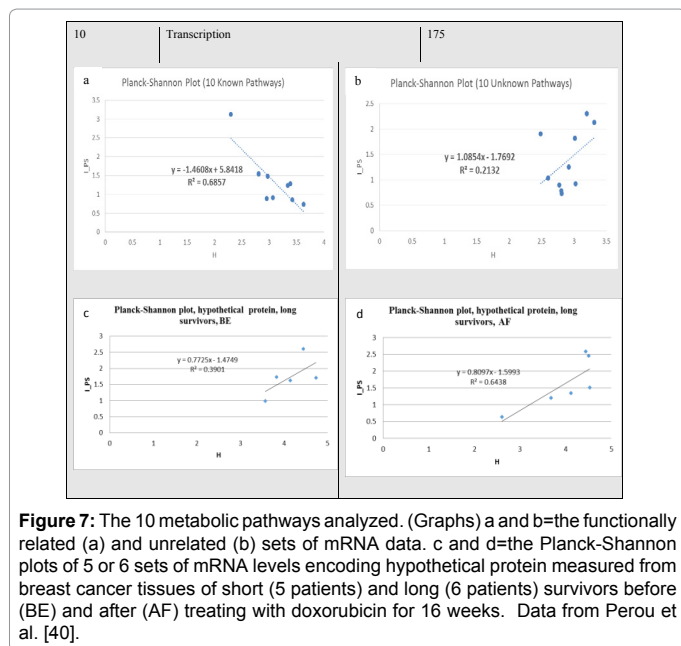 10 Transcription 175
a
Planck-Shannon Plot (10 Known Pathways)
3.5
3
2.5
2
1.5
1
0.5
0
I_PS
y = -1.4608x + 5.8418
R² = 0.6857
0 0.5 1 1.5 2 2.5 3 3.5 4
H
b
Planck-Shannon Plot (10 Unknown Pathways)
2.5
2
1.5
1
0.5
0
I_PS
y = 1.0854x - 1.7692
R² = 0.2132
0 0.5 1 1.5 2 2.5 3 3.5
H
c
Planck-Shannon plot, hypothetical protein, long
survivors, BE
3
2.5
2
1.5
1
0.5
0
I_PS
y = 0.7725x - 1.4749
R² = 0.3901
0 1 2 3 4 5
H
d
Planck-Shannon plot, hypothetical protein, long
survivors, AF
3
2.5
2
1.5
1
0.5
0
I_PS
y = 0.8097x - 1.5993
R² = 0.6438
0 1 2 3 4 5
H
Figure 7: The 10 metabolic pathways analyzed. (Graphs) a and b=the functionally
related (a) and unrelated (b) sets of mRNA data. c and d=the Planck-Shannon
plots of 5 or 6 sets of mRNA levels encoding hypothetical protein measured from
breast cancer tissues of short (5 patients) and long (6 patients) survivors before
(BE) and after (AF) treating with doxorubicin for 16 weeks. Data from Perou et
al. [40].